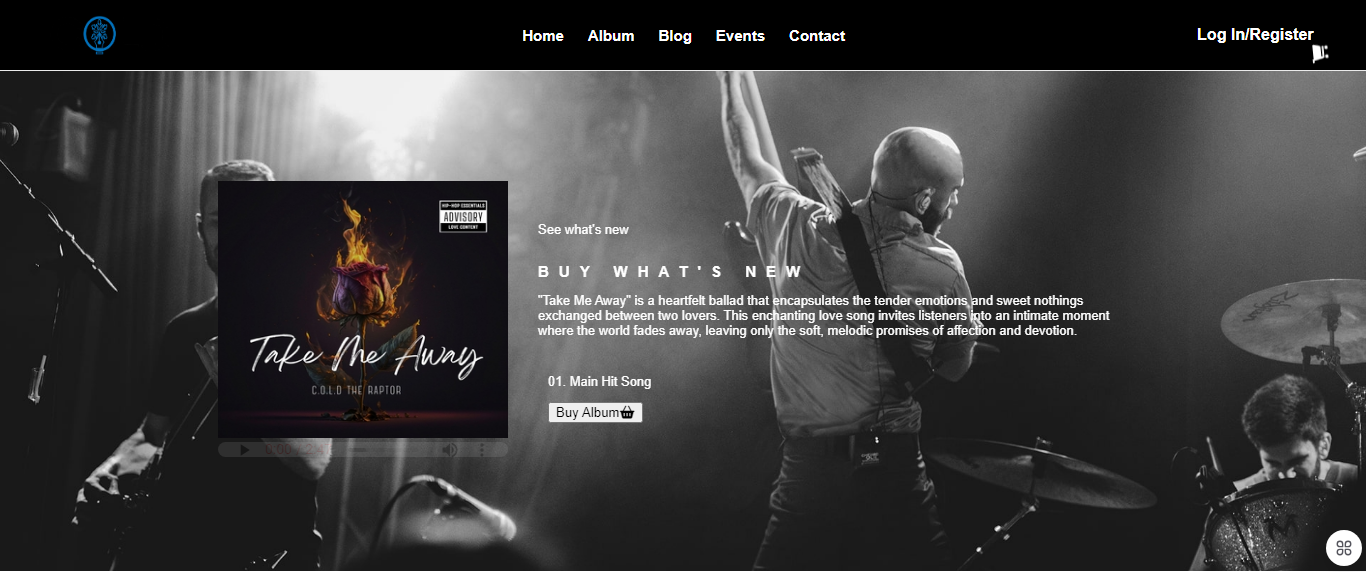 Home Album Blog Events Contact
Log In/Register
HIP-HOP ESSENTIALS
ADVISORY
LOVE CONTENT
Take Me Away
C.O.L.D THE RAPTOR
See what's new
BUY WHAT'S NEW
"Take Me Away" is a heartfelt ballad that encapsulates the tender emotions and sweet nothings
exchanged between two lovers. This enchanting love song invites listeners into an intimate moment
where the world fades away, leaving only the soft, melodic promises of affection and devotion.
01. Main Hit Song
Buy Album